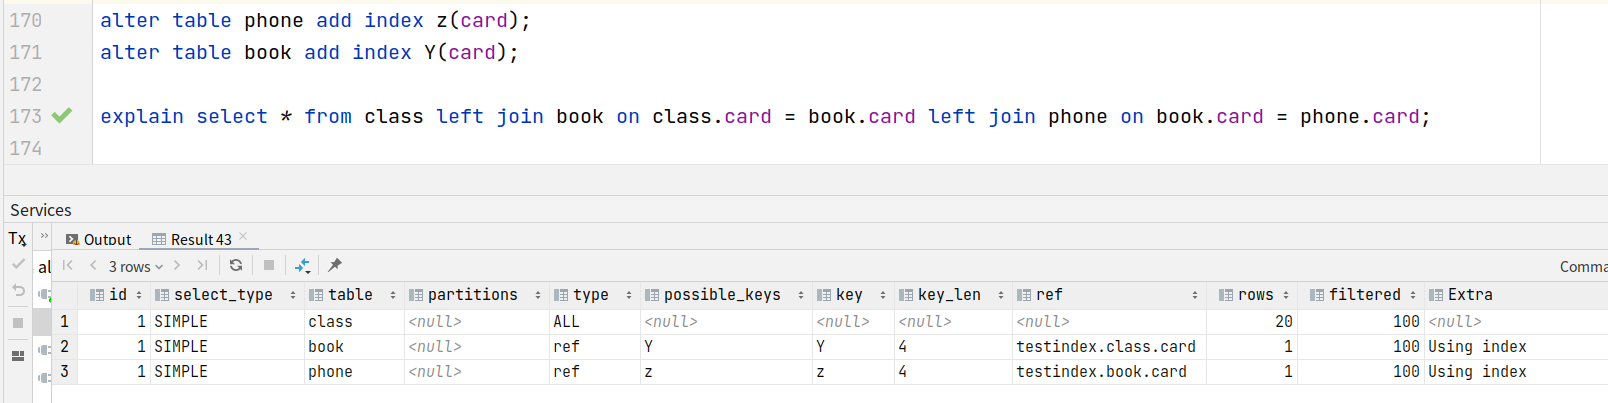 170 alter table phone add index z(card);
171 alter table book add index Y(card);
172
173 explain select * from class left join book on class.card = book.card left join phone on book.card = phone.card;
174
Services
Tx Output Result 43
al 3 rows Comma
id select_type table partitions type possible_keys key key_len ref rows filtered Extra
1 1 SIMPLE class <null> ALL <null> <null> <null> <null> 20 100 <null>
2 1 SIMPLE book <null> ref Y Y 4 testindex.class.card 1 100 Using index
3 1 SIMPLE phone <null> ref z z 4 testindex.book.card 1 100 Using index